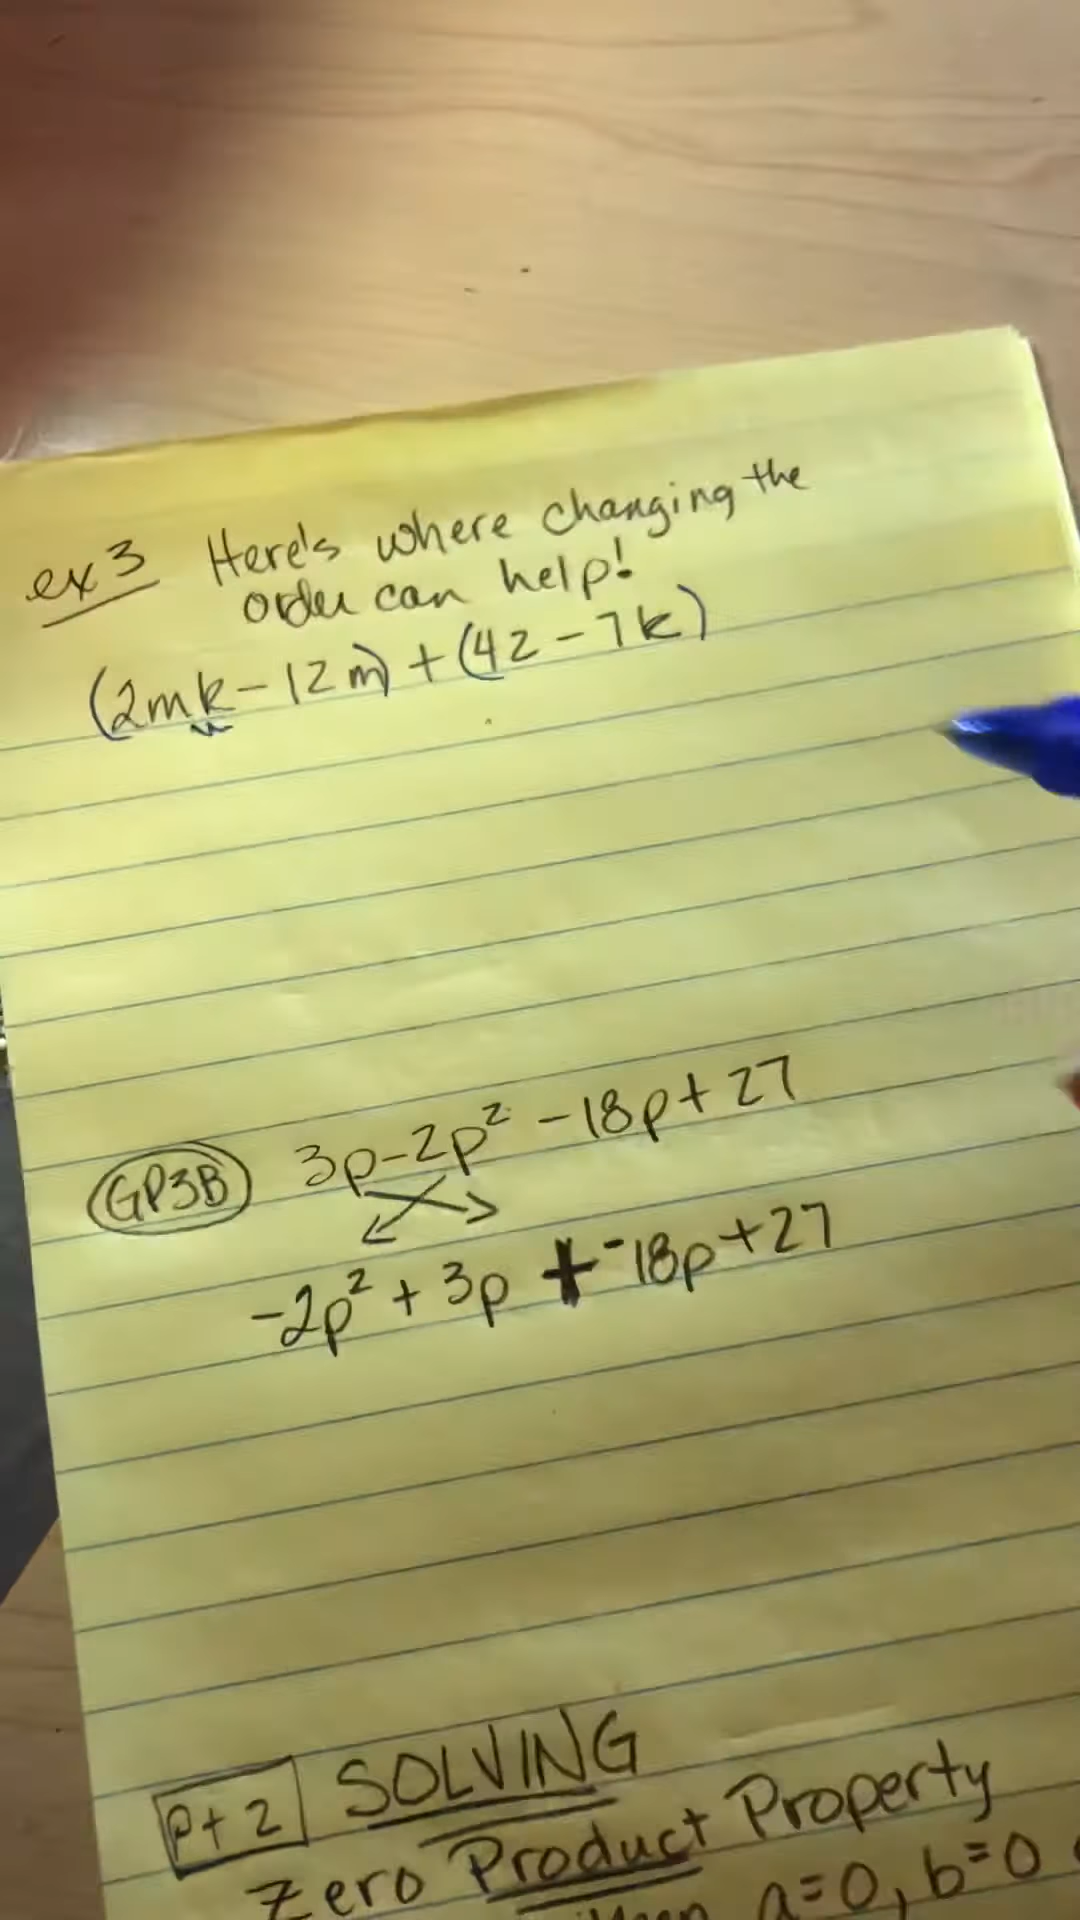 ex 3 Here's where changing the
order can help!
(2mk - 12m) + (42 - 7k)
GP3B 3p - 2p² - 18p + 27
-2p² + 3p + -18p + 27
pt 2 SOLVING
Zero Product Property
a=0, b=0